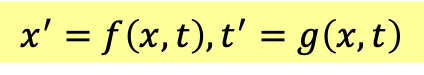 x′ = f(x, t), t′ = g(x, t)